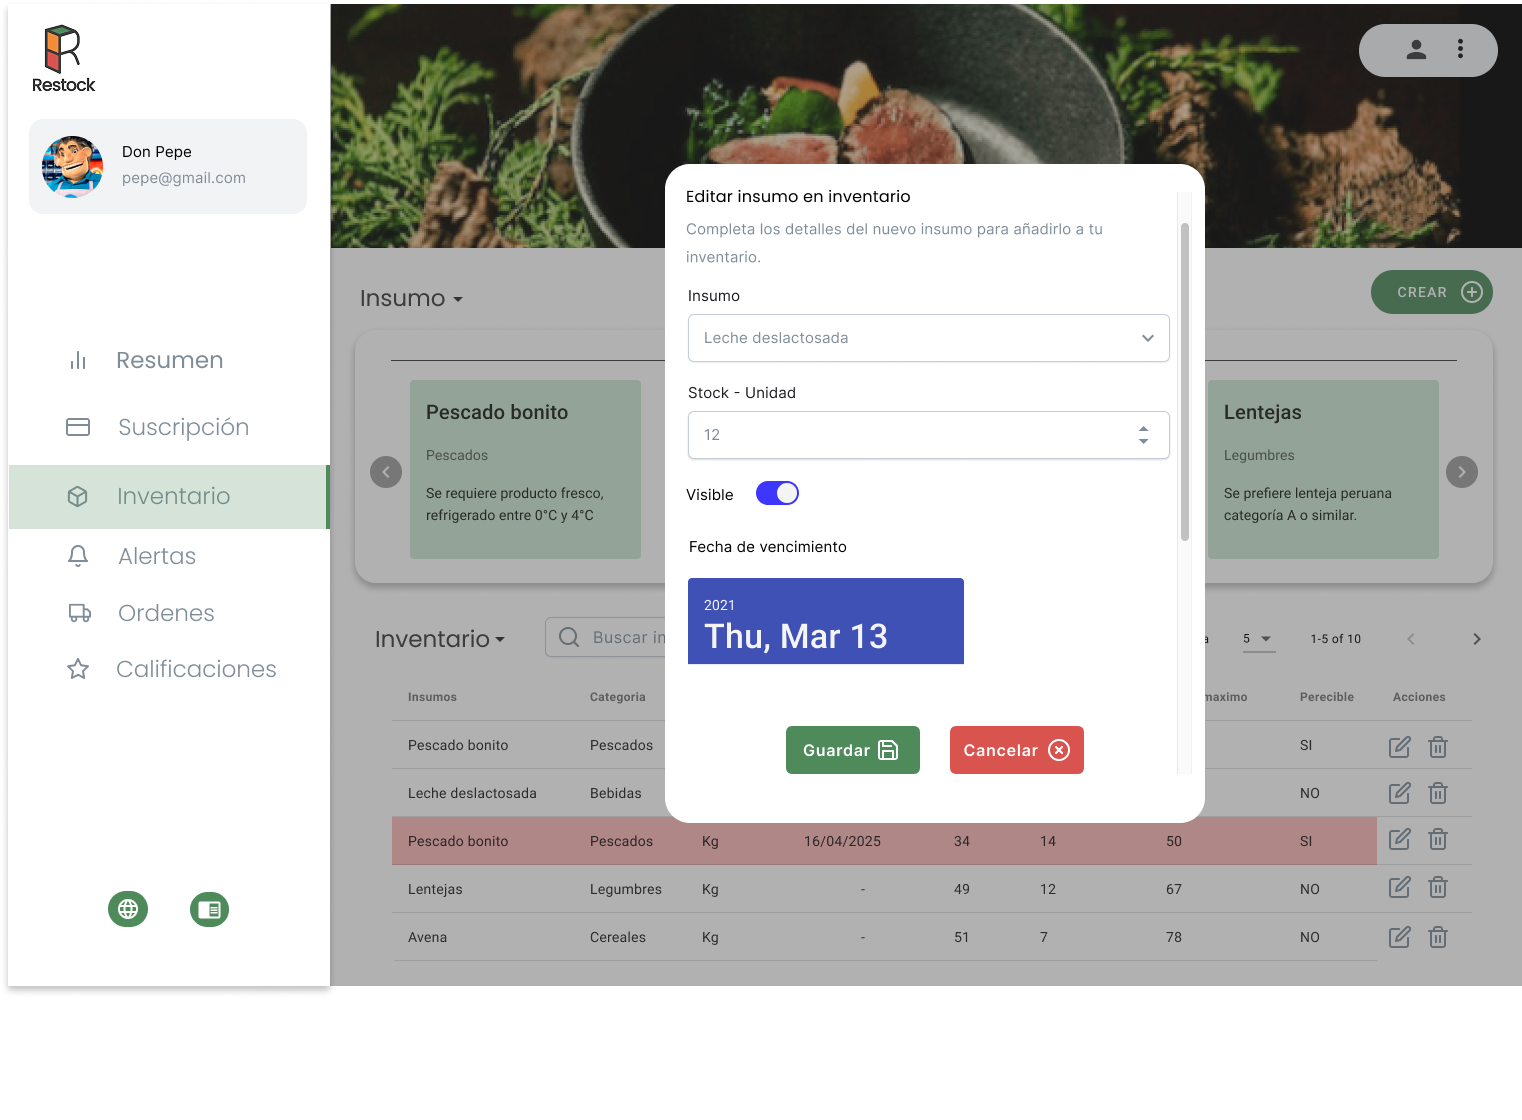 Restock
Don Pepe
pepe@gmail.com
Resumen
Suscripción
Inventario
Alertas
Ordenes
Calificaciones
Insumo
CREAR
Pescado bonito
Pescados
Se requiere producto fresco,
refrigerado entre 0°C y 4°C
Lentejas
Legumbres
Se prefiere lenteja peruana
categoría A o similar.
Editar insumo en inventario
Completa los detalles del nuevo insumo para añadirlo a tu
inventario.
Insumo
Leche deslactosada
Stock - Unidad
12
Visible
Fecha de vencimiento
2021
Thu, Mar 13
Guardar
Cancelar
Inventario
Buscar
5
1-5 of 10
Insumos Categoria maximo Perecible Acciones
Pescado bonito Pescados SI
Leche deslactosada Bebidas NO
Pescado bonito Pescados Kg 16/04/2025 34 14 50 SI
Lentejas Legumbres Kg - 49 12 67 NO
Avena Cereales Kg - 51 7 78 NO